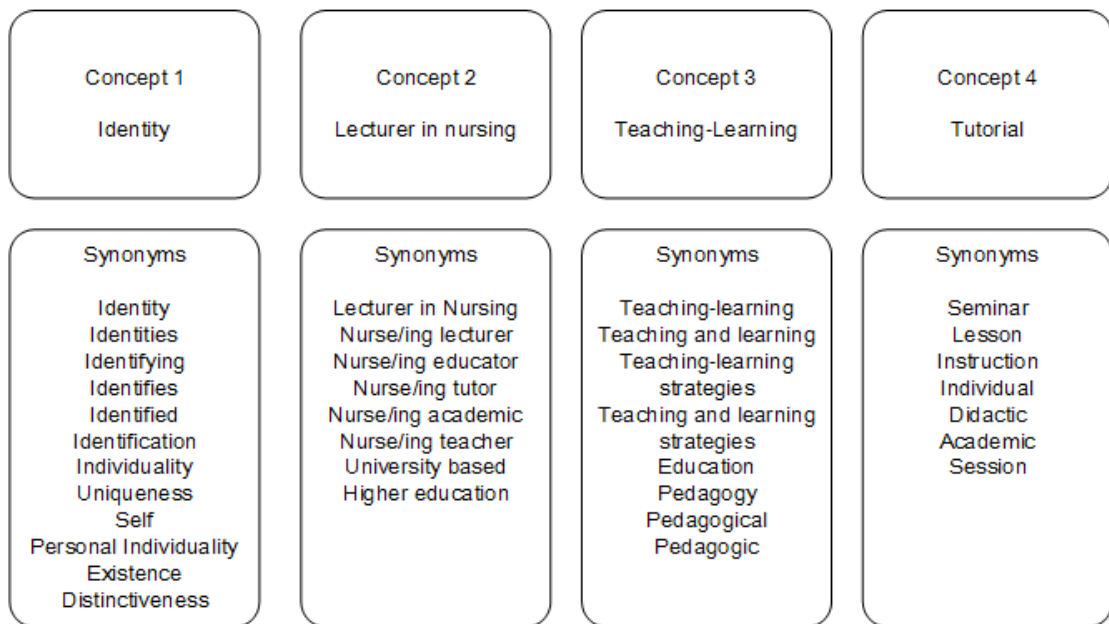 Concept 1
Identity
Concept 2
Lecturer in nursing
Concept 3
Teaching-Learning
Concept 4
Tutorial
Synonyms
Identity
Identities
Identifying
Identifies
Identified
Identification
Individuality
Uniqueness
Self
Personal Individuality
Existence
Distinctiveness
Synonyms
Lecturer in Nursing
Nurse/ing lecturer
Nurse/ing educator
Nurse/ing tutor
Nurse/ing academic
Nurse/ing teacher
University based
Higher education
Synonyms
Teaching-learning
Teaching and learning
Teaching-learning
strategies
Teaching and learning
strategies
Education
Pedagogy
Pedagogical
Pedagogic
Synonyms
Seminar
Lesson
Instruction
Individual
Didactic
Academic
Session